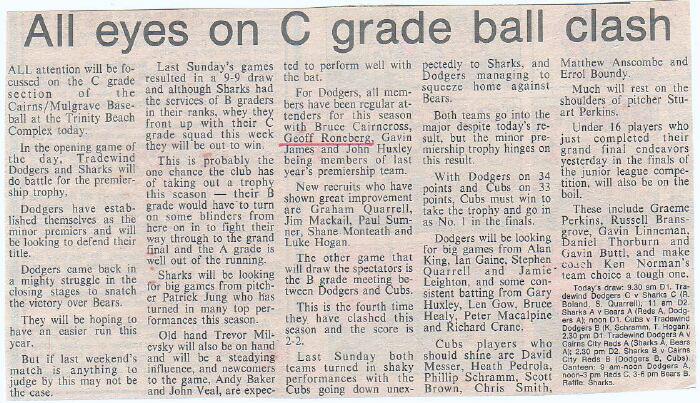 All eyes on C grade ball clash
ALL attention will be fo-
cussed on the C grade
section of the
Cairns/Mulgrave Base-
ball at the Trinity Beach
Complex today.
In the opening game of
the day, Tradewind
Dodgers and Sharks will
do battle for the premier-
ship trophy.
Dodgers have estab-
lished themselves as the
minor premiers and will
be looking to defend their
title.
Dodgers came back in
a mighty struggle in the
closing stages to snatch
the victory over Bears.
They will be hoping to
have an easier run this
year.
But if last weekend's
match is anything to
judge by this may not be
the case.
Last Sunday's games
resulted in a 9-9 draw
and although Sharks had
the services of B graders
in their ranks, whey they
front up with their C
grade squad this week
they will be out to win.
This is probably the
one chance the club has
of taking out a trophy
this season — their B
grade would have to turn
on some blinders from
here on in to fight their
way through to the grand
final and the A grade is
well out of the running.
Sharks will be looking
for big games from pitch-
er Patrick Jung who has
turned in many top per-
formances this season.
Old hand Trevor Mil-
evsky will also be on hand
and will be a steadying
influence, and newcomers
to the game, Andy Baker
and John Veal, are expec-
ted to perform well with
the bat.
For Dodgers, all mem-
bers have been regular at-
tenders for this season
with Bruce Cairncross,
Geoff Roneberg, Gavin
James and John Huxley
being members of last
year's premiership team.
New recruits who have
shown great improvement
are Graham Quarrell,
Jim Mackail, Paul Sum-
ner, Shane Monteath and
Luke Hogan.
The other game that
will draw the spectators is
the B grade meeting be-
tween Dodgers and Cubs.
This is the fourth time
they have clashed this
season and the score is
2-2.
Last Sunday both
teams turned in shaky
performances with the
Cubs going down unex-
pectedly to Sharks, and
Dodgers managing to
squeeze home against
Bears.
Both teams go into the
major despite today's re-
sult, but the minor pre-
miership trophy hinges on
this result.
With Dodgers on 34
points and Cubs on 33
points, Cubs must win to
take the trophy and go in
as No. 1 in the finals.
Dodgers will be looking
for big games from Alan
King, Ian Gaine, Stephen
Quarrell and Jamie
Leighton, and some con-
sistent batting from Gary
Huxley, Len Gow, Bruce
Healy, Peter Macalpine
and Richard Crane.
Cubs players who
should shine are David
Messer, Heath Pedrola,
Phillip Schramm, Scott
Brown, Chris Smith,
Matthew Anscombe and
Errol Boundy.
Much will rest on the
shoulders of pitcher Stu-
art Perkins.
Under 16 players who
just completed their
grand final endeavors
yesterday in the finals of
the junior league compe-
tition, will also be on the
boil.
These include Graeme
Perkins, Russell Brans-
grove, Gavin Linneman,
Daniel Thorburn and
Gavin Buttl, and make
coach Ken Norman's
team choice a tough one.
Today's draw: 9.30 am D1. Tra-
dewind Dodgers C v Sharks C (R.
Boland, S. Quarrell); noon D2.
Sharks A v Bears A (Reds A, Dodg-
ers A); noon D1. Cubs v Tradewind
Dodgers B (K. Schramm, T. Hogan);
2.30 pm D1. Tradewind Dodgers A v
Cairns City Reds A (Sharks A, Bears
A); 2.30 pm D2. Sharks B v Cairns
City Reds B (Dodgers B, Cubs).
Canteen: 9 am-noon Dodgers A,
noon-3 pm Reds C, 3-6 pm Bears B.
Raffle: Sharks.